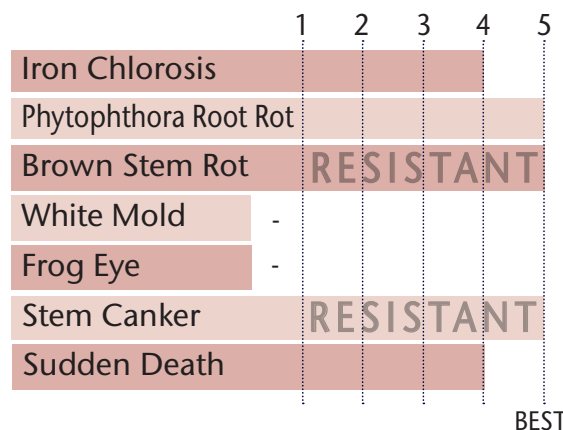 1 2 3 4 5
Iron Chlorosis
Phytophthora Root Rot
Brown Stem Rot RESISTANT
White Mold -
Frog Eye -
Stem Canker RESISTANT
Sudden Death
BEST